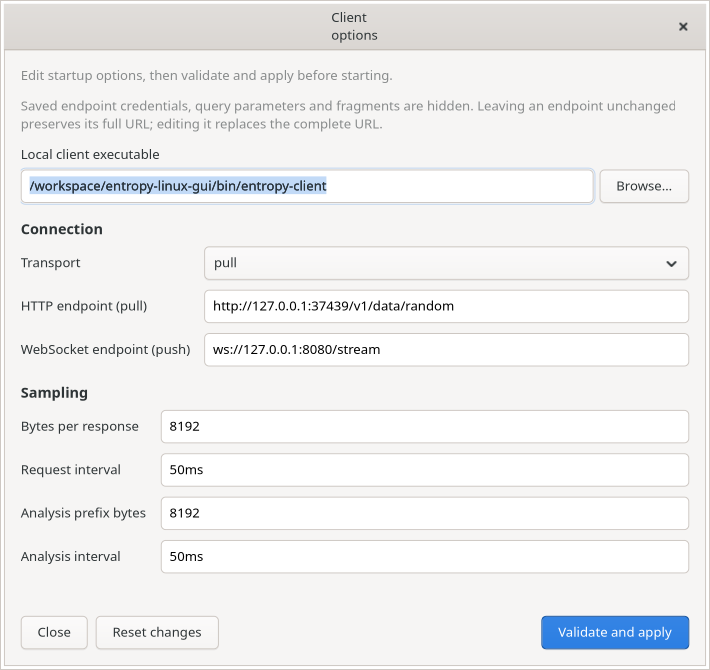 Client
options
Edit startup options, then validate and apply before starting.
Saved endpoint credentials, query parameters and fragments are hidden. Leaving an endpoint unchanged
preserves its full URL; editing it replaces the complete URL.
Local client executable
/workspace/entropy-linux-gui/bin/entropy-client
Browse...
Connection
Transport
pull
HTTP endpoint (pull)
http://127.0.0.1:37439/v1/data/random
WebSocket endpoint (push)
ws://127.0.0.1:8080/stream
Sampling
Bytes per response
8192
Request interval
50ms
Analysis prefix bytes
8192
Analysis interval
50ms
Close
Reset changes
Validate and apply